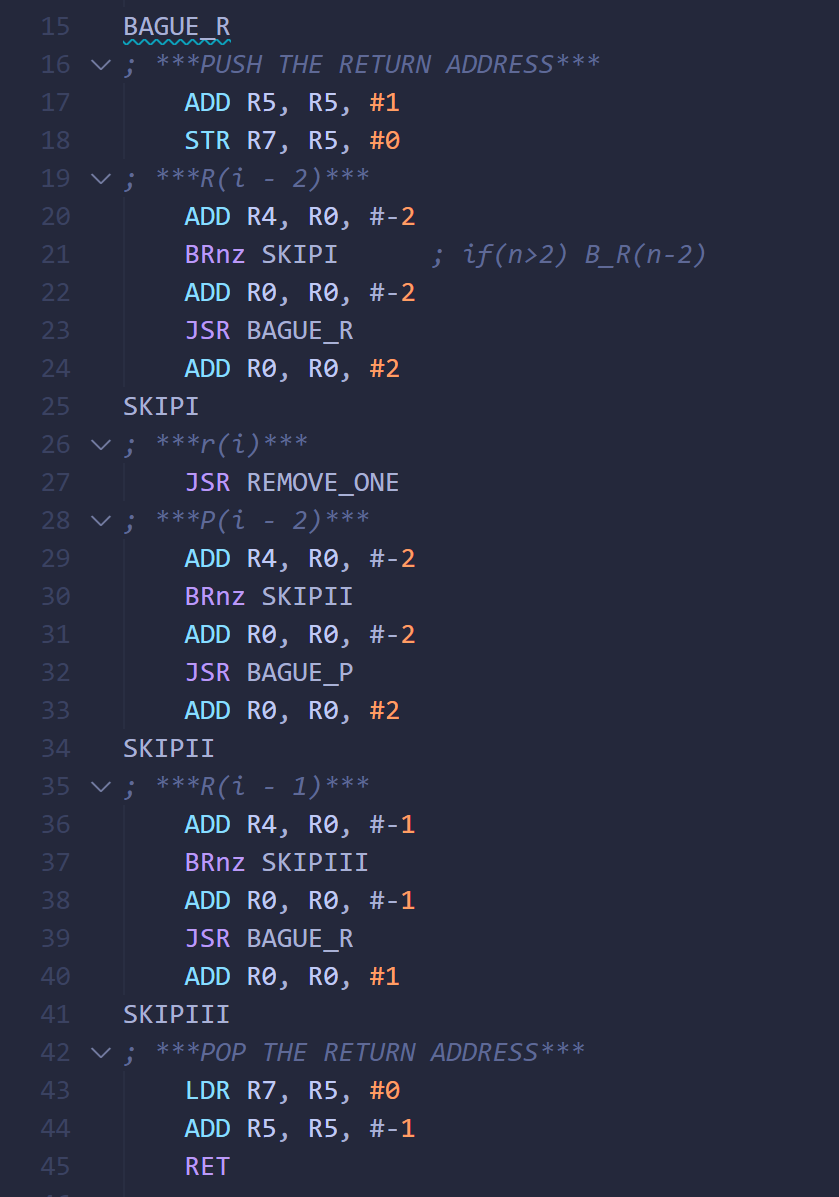 15 BAGUE_R
16 ; ***PUSH THE RETURN ADDRESS***
17 ADD R5, R5, #1
18 STR R7, R5, #0
19 ; ***R(i - 2)***
20 ADD R4, R0, #-2
21 BRnz SKIPI ; if(n>2) B_R(n-2)
22 ADD R0, R0, #-2
23 JSR BAGUE_R
24 ADD R0, R0, #2
25 SKIPI
26 ; ***r(i)***
27 JSR REMOVE_ONE
28 ; ***P(i - 2)***
29 ADD R4, R0, #-2
30 BRnz SKIPII
31 ADD R0, R0, #-2
32 JSR BAGUE_P
33 ADD R0, R0, #2
34 SKIPII
35 ; ***R(i - 1)***
36 ADD R4, R0, #-1
37 BRnz SKIPIII
38 ADD R0, R0, #-1
39 JSR BAGUE_R
40 ADD R0, R0, #1
41 SKIPIII
42 ; ***POP THE RETURN ADDRESS***
43 LDR R7, R5, #0
44 ADD R5, R5, #-1
45 RET